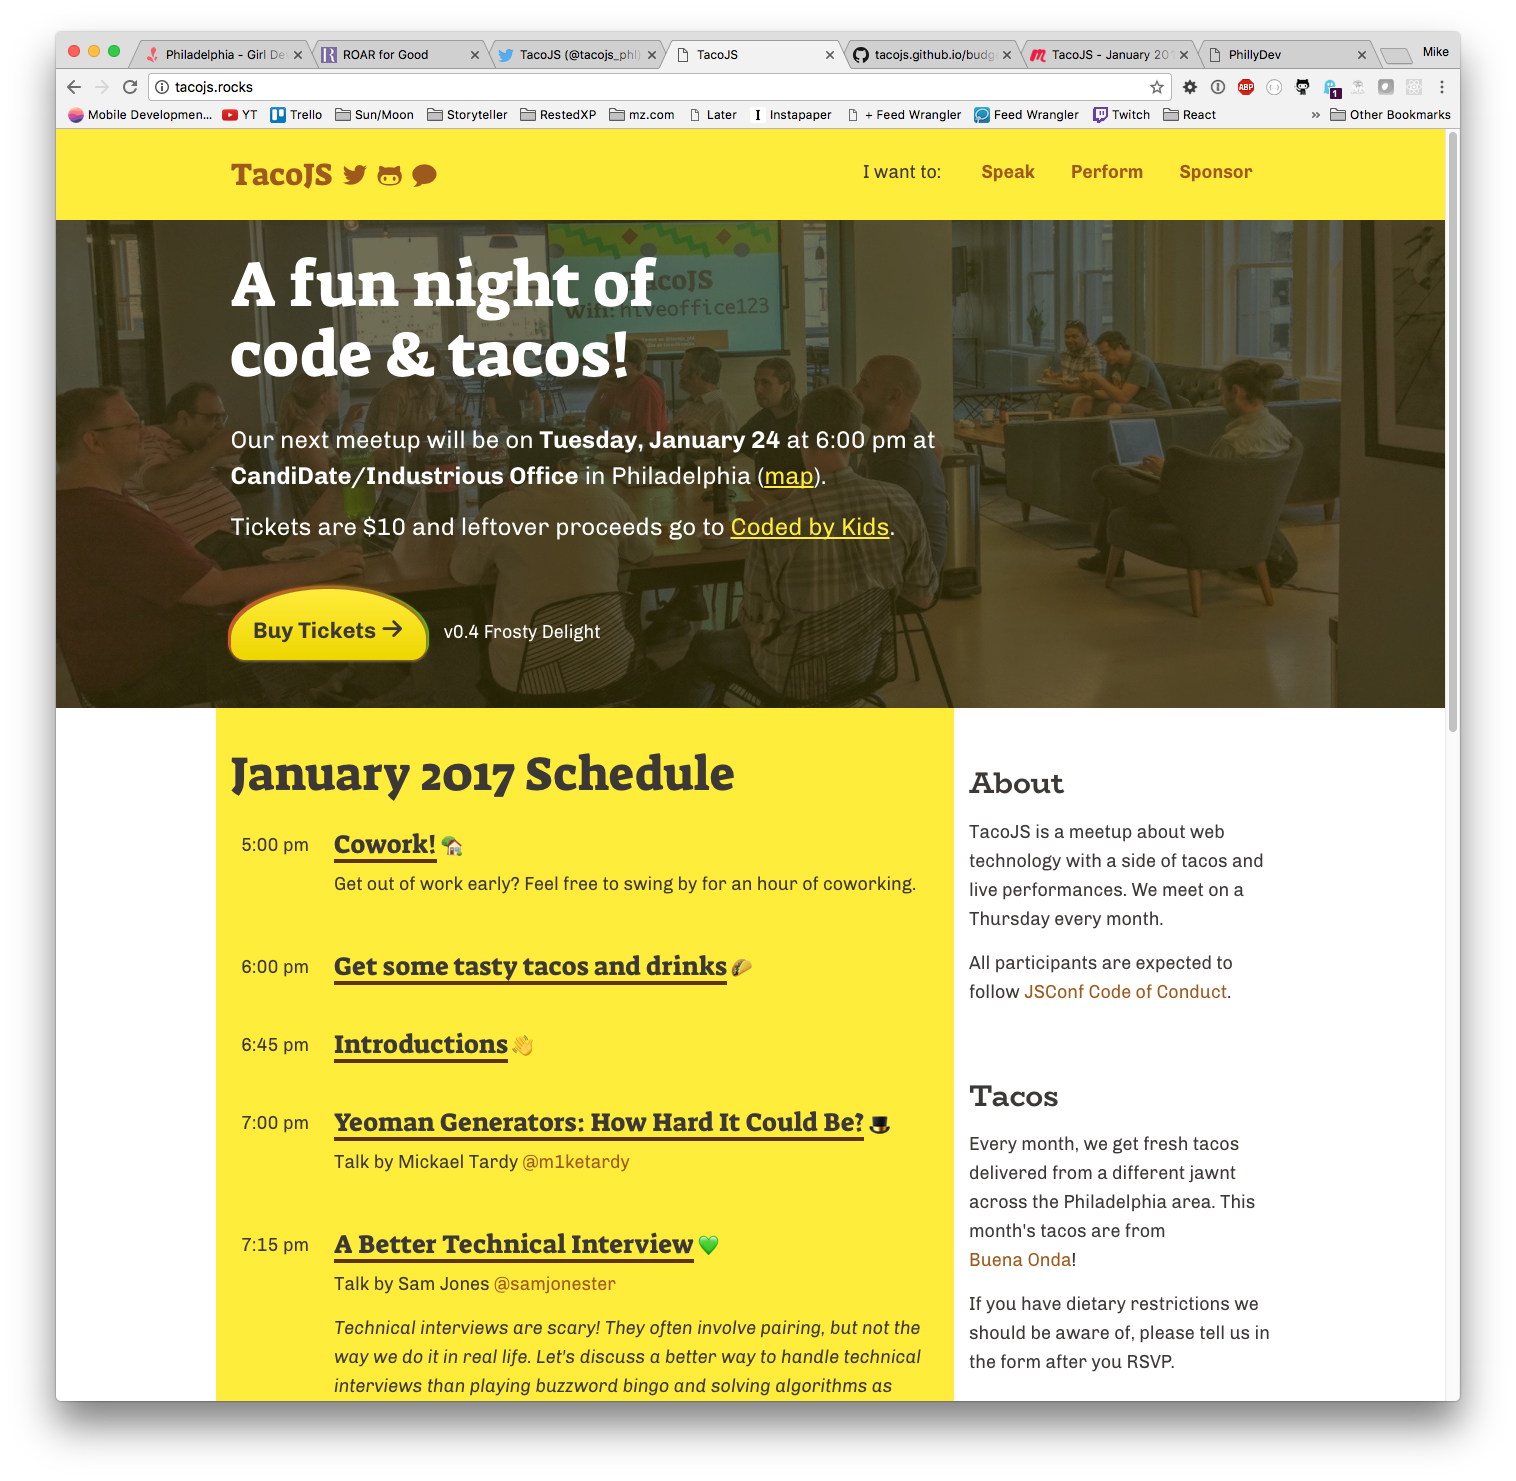 Philadelphia - Girl De
ROAR for Good
TacoJS (@tacojs_phl)
TacoJS
tacojs.github.io/budg
TacoJS - January 201
PhillyDev
Mike
tacojs.rocks
ABP
1
Mobile Developmen...
YT
Trello
Sun/Moon
Storyteller
RestedXP
mz.com
Later
Instapaper
+ Feed Wrangler
Feed Wrangler
Twitch
React
»
Other Bookmarks
TacoJS
I want to:
Speak
Perform
Sponsor
A fun night of
code & tacos!
TacoJS
Wifi: hiveoffice123
Our next meetup will be on Tuesday, January 24 at 6:00 pm at
CandiDate/Industrious Office in Philadelphia (map).
Tickets are $10 and leftover proceeds go to Coded by Kids.
Buy Tickets →
v0.4 Frosty Delight
January 2017 Schedule
5:00 pm
Cowork!
Get out of work early? Feel free to swing by for an hour of coworking.
6:00 pm
Get some tasty tacos and drinks
6:45 pm
Introductions
7:00 pm
Yeoman Generators: How Hard It Could Be?
Talk by Mickael Tardy @m1ketardy
7:15 pm
A Better Technical Interview
Talk by Sam Jones @samjonester
Technical interviews are scary! They often involve pairing, but not the
way we do it in real life. Let's discuss a better way to handle technical
interviews than playing buzzword bingo and solving algorithms as
About
TacoJS is a meetup about web
technology with a side of tacos and
live performances. We meet on a
Thursday every month.
All participants are expected to
follow JSConf Code of Conduct.
Tacos
Every month, we get fresh tacos
delivered from a different jawnt
across the Philadelphia area. This
month's tacos are from
Buena Onda!
If you have dietary restrictions we
should be aware of, please tell us in
the form after you RSVP.